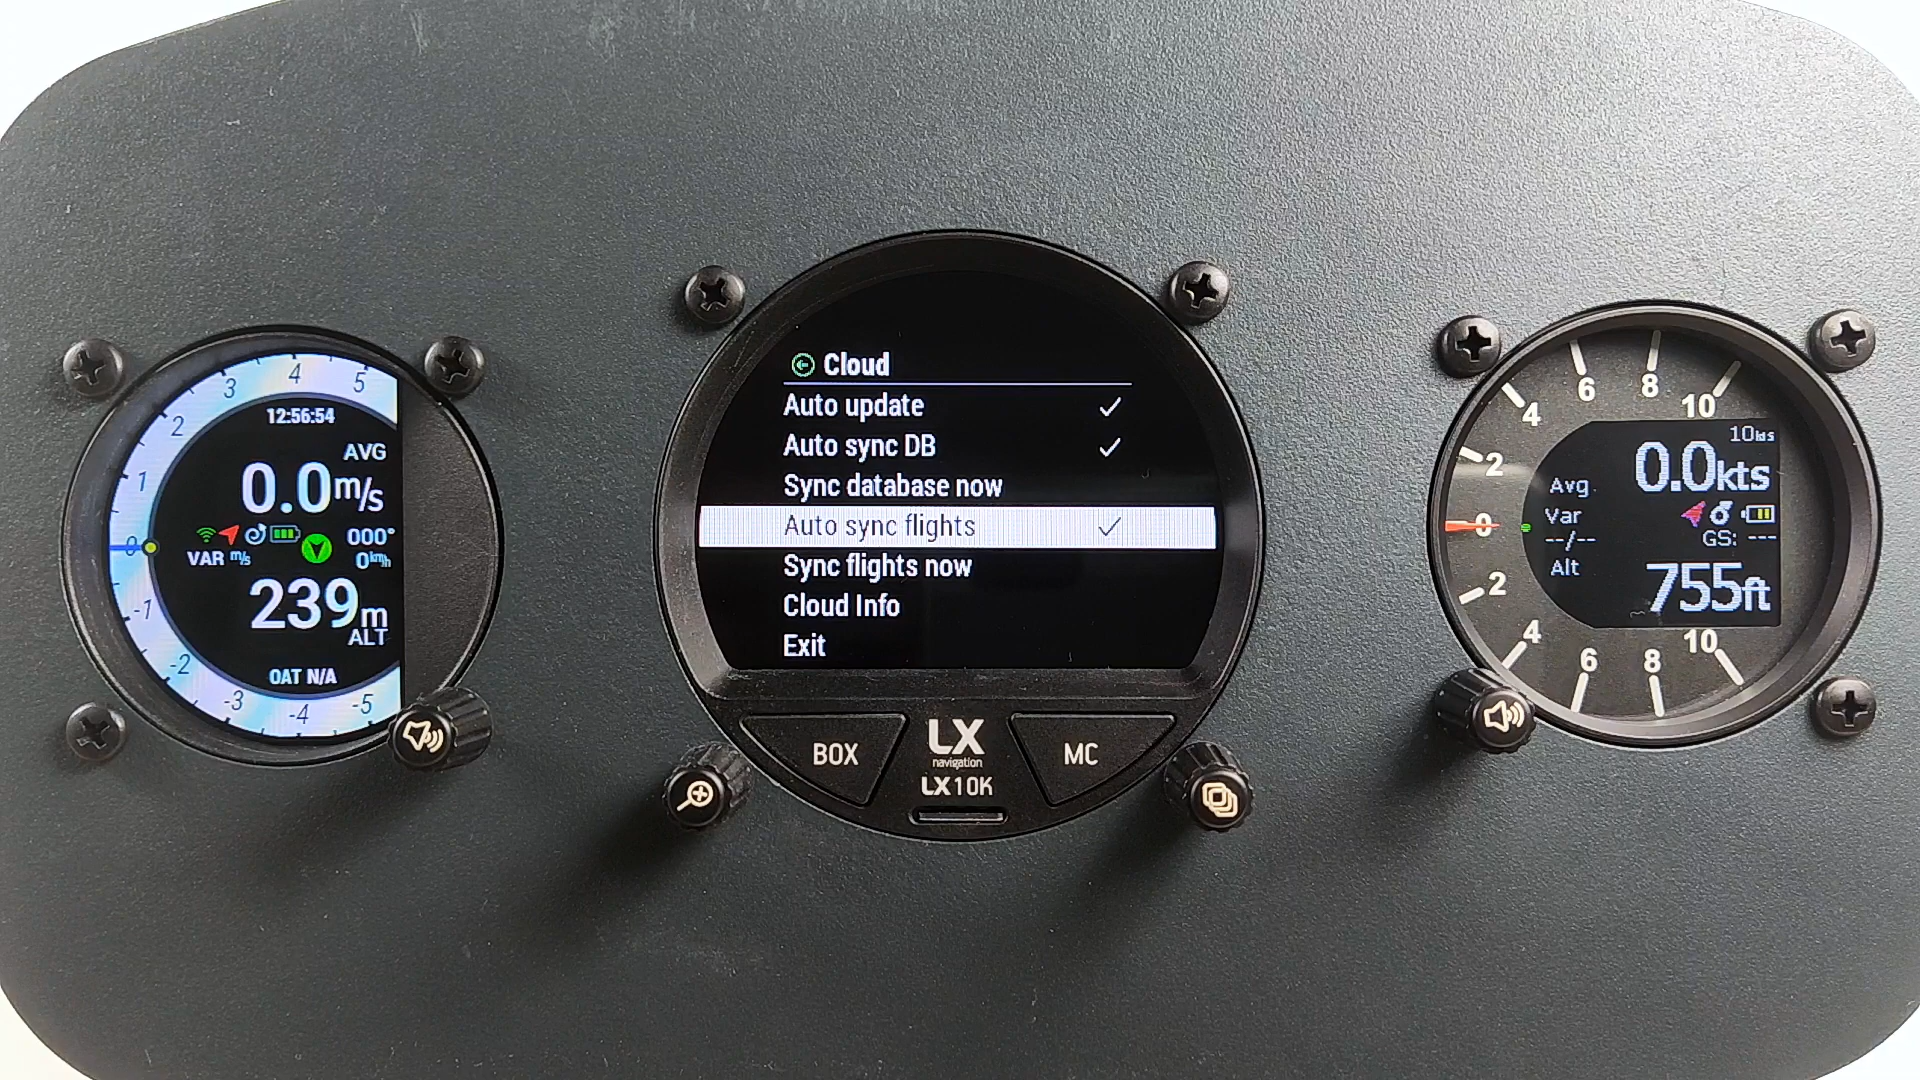 3 4 5
2
12:56:54
AVG
1
0.0m/s
000°
0
VAR m/s
0km/h
-1
239m
ALT
-2
OAT N/A
-3 -4 -5
Cloud
Auto update
Auto sync DB
Sync database now
Auto sync flights
Sync flights now
Cloud Info
Exit
BOX
LX
navigation
LX10K
MC
6 8
4 10
10kts
2
0.0kts
Avg
Var
0
--/--
GS: ---
Alt
755ft
2
4 10
6 8